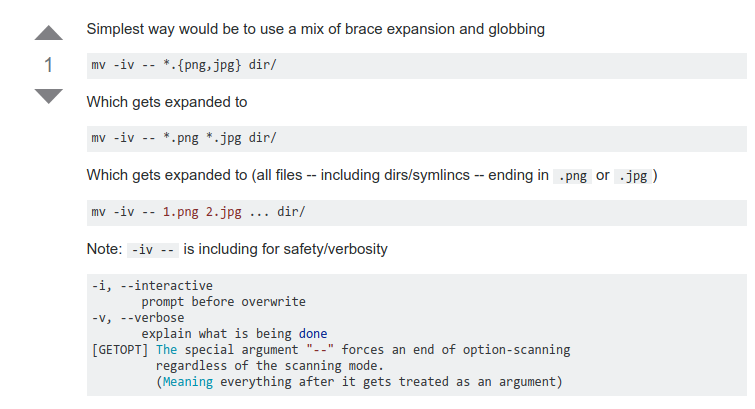 Simplest way would be to use a mix of brace expansion and globbing
1
mv -iv -- *.{png,jpg} dir/
Which gets expanded to
mv -iv -- *.png *.jpg dir/
Which gets expanded to (all files -- including dirs/symlincs -- ending in .png or .jpg )
mv -iv -- 1.png 2.jpg ... dir/
Note: -iv -- is including for safety/verbosity
-i, --interactive
prompt before overwrite
-v, --verbose
explain what is being done
[GETOPT] The special argument "--" forces an end of option-scanning
regardless of the scanning mode.
(Meaning everything after it gets treated as an argument)